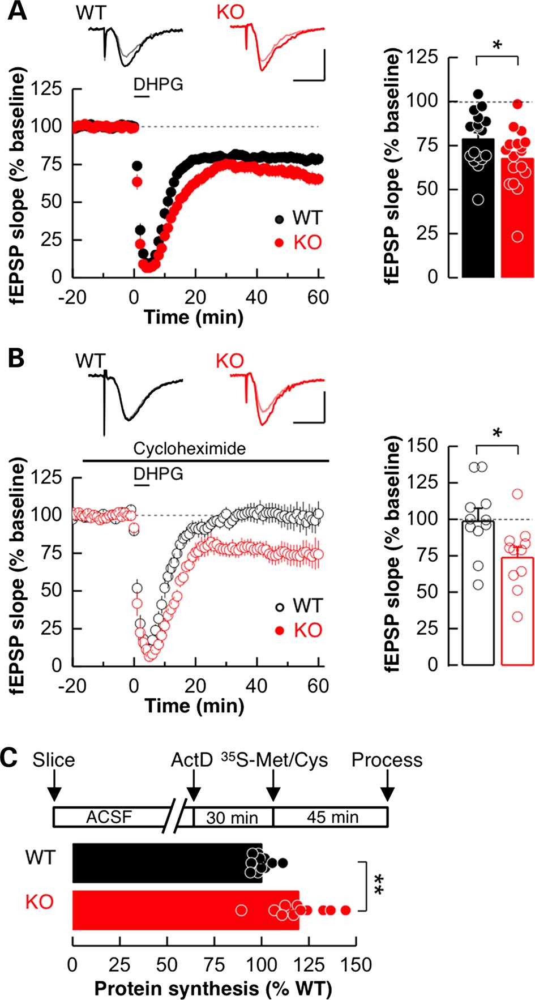 A
WT
KO
DHPG
fEPSP slope (% baseline)
125
100
75
50
25
0
-20
0
20
40
60
Time (min)
WT
KO
*
fEPSP slope (% baseline)
125
100
75
50
25
0
B
WT
KO
Cycloheximide
DHPG
fEPSP slope (% baseline)
125
100
75
50
25
0
-20
0
20
40
60
Time (min)
WT
KO
*
fEPSP slope (% baseline)
150
125
100
75
50
25
0
C
Slice
ActD
35S-Met/Cys
Process
ACSF
30 min
45 min
WT
KO
**
0
25
50
75
100
125
150
Protein synthesis (% WT)